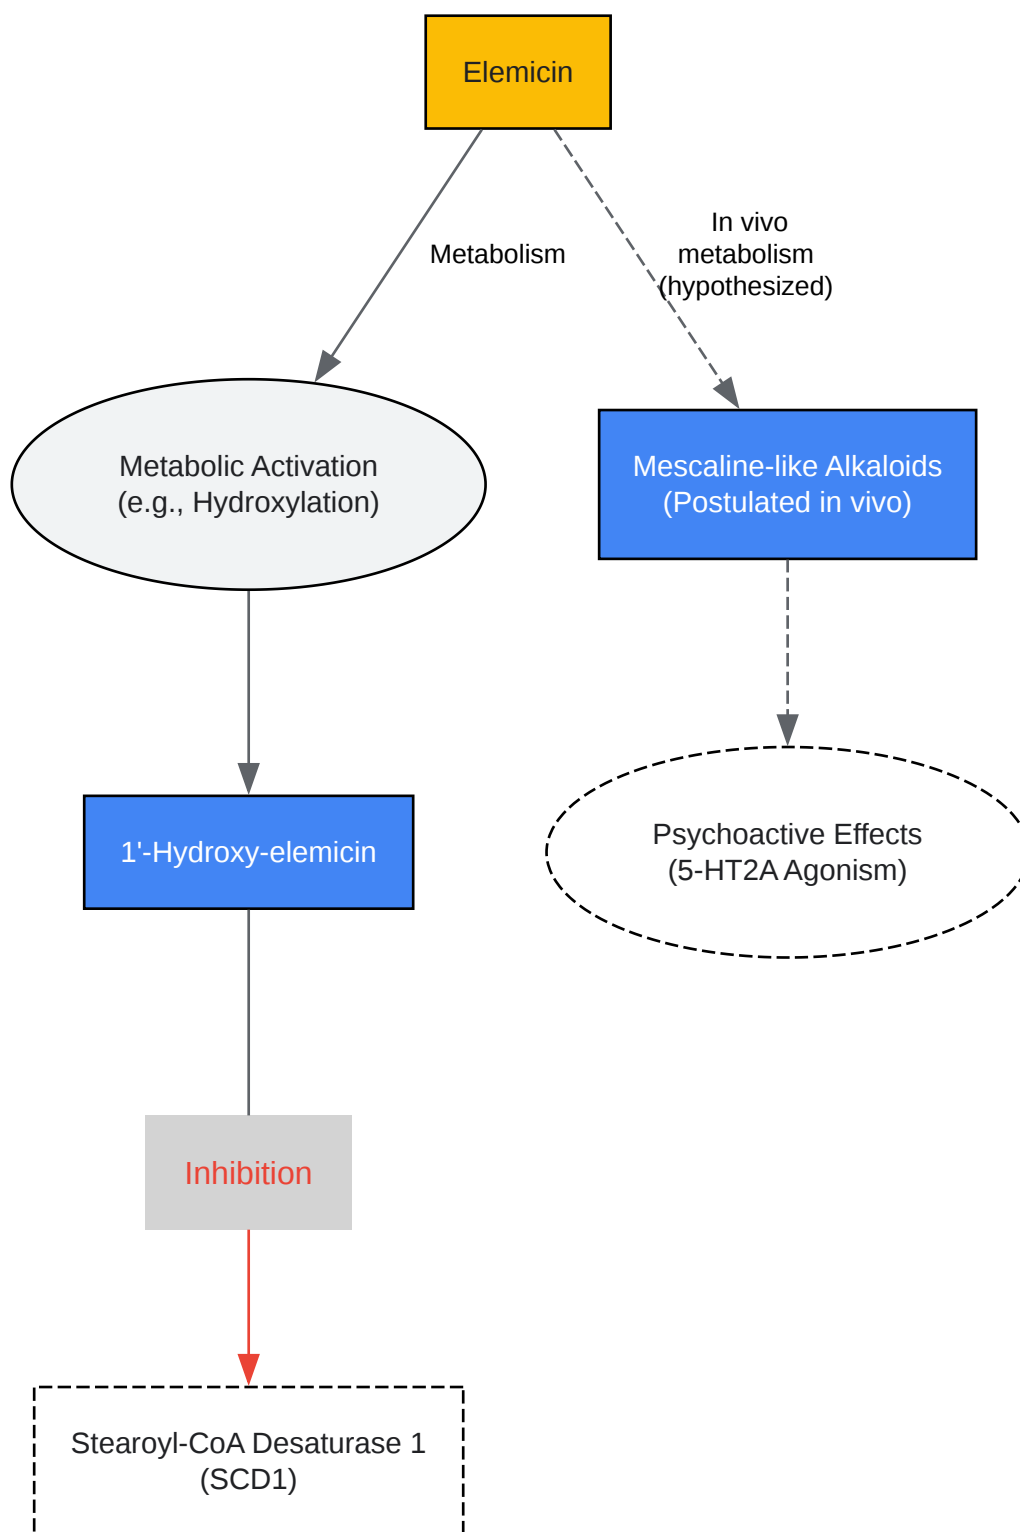 Elemicin
Metabolism
In vivo
metabolism
(hypothesized)
Metabolic Activation
(e.g., Hydroxylation)
Mescaline-like Alkaloids
(Postulated in vivo)
1'-Hydroxy-elemicin
Psychoactive Effects
(5-HT2A Agonism)
Inhibition
Stearoyl-CoA Desaturase 1
(SCD1)